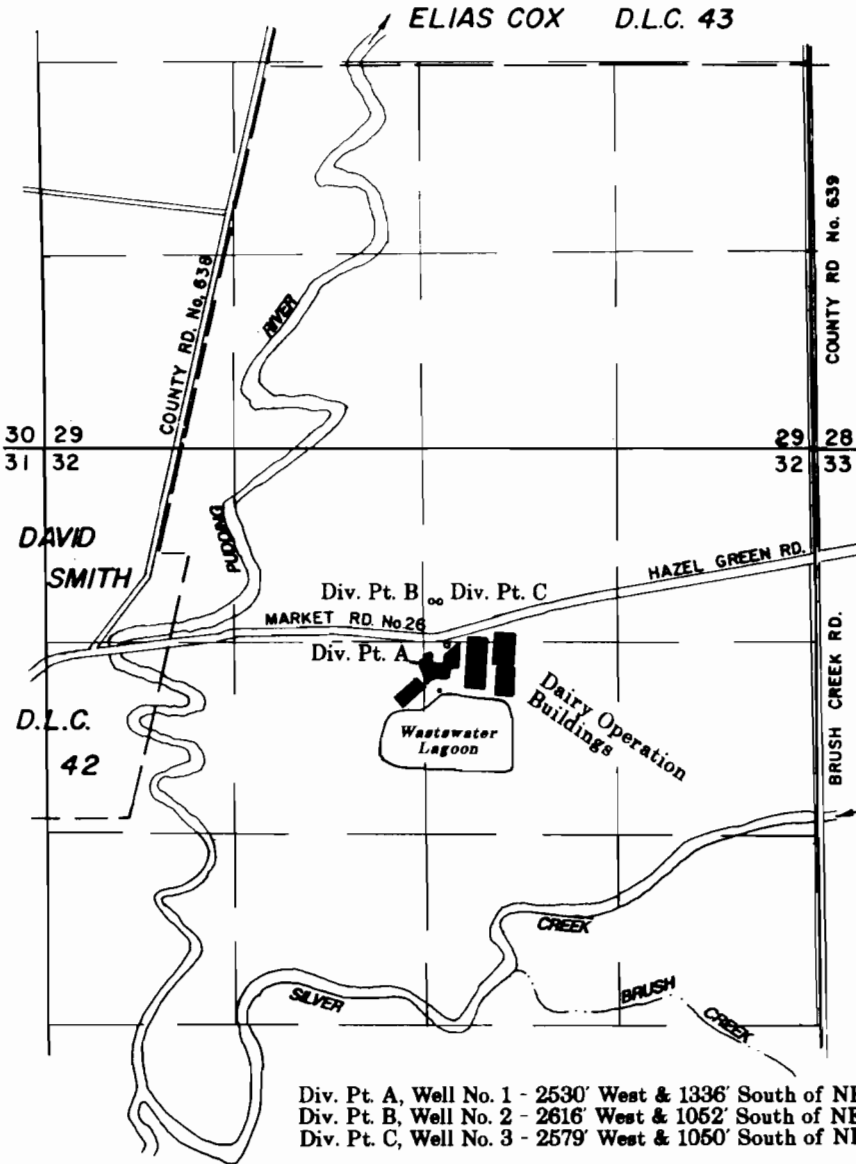 ELIAS COX D.L.C. 43
COUNTY RD. No. 638
RIVER
COUNTY RD No. 639
30 29
31 32
29 28
32 33
DAVID
SMITH
PUDDING
HAZEL GREEN RD.
Div. Pt. B Div. Pt. C
MARKET RD. No. 26
Div. Pt. A
D.L.C.
42
Dairy Operation
Buildings
Wastewater
Lagoon
BRUSH CREEK RD.
CREEK
SILVER
BRUSH
CREEK
Div. Pt. A, Well No. 1 - 2530' West & 1336' South of NE
Div. Pt. B, Well No. 2 - 2616' West & 1052' South of NE
Div. Pt. C, Well No. 3 - 2579' West & 1050' South of NE